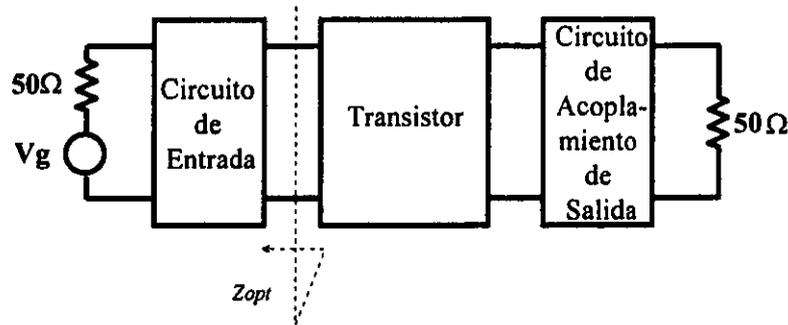 50Ω
Vg
Circuito
de
Entrada
Transistor
Circuito
de
Acopla-
miento
de
Salida
50Ω
Zopt